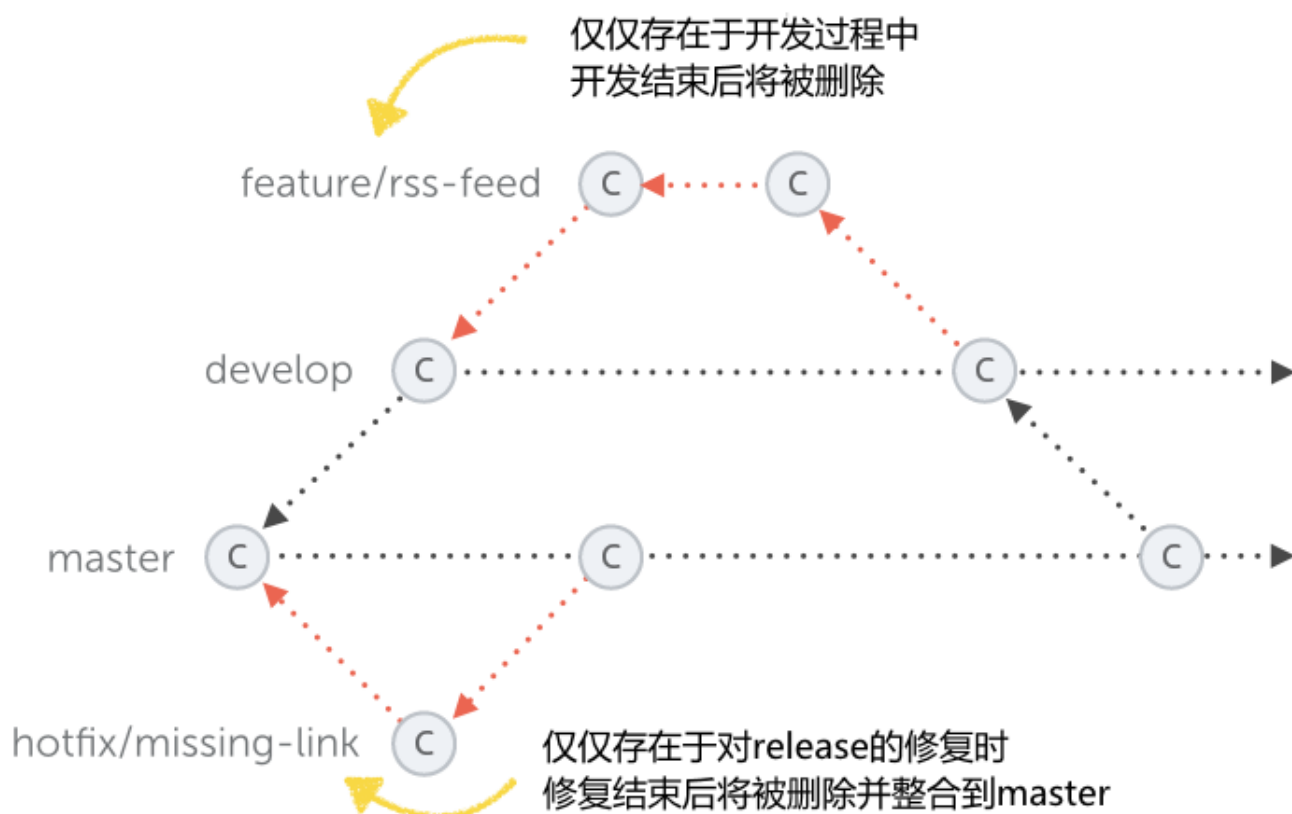 仅仅存在于开发过程中
开发结束后将被删除
feature/rss-feed
C
C
develop
C
C
master
C
C
C
hotfix/missing-link
C
仅仅存在于对release的修复时
修复结束后将被删除并整合到master